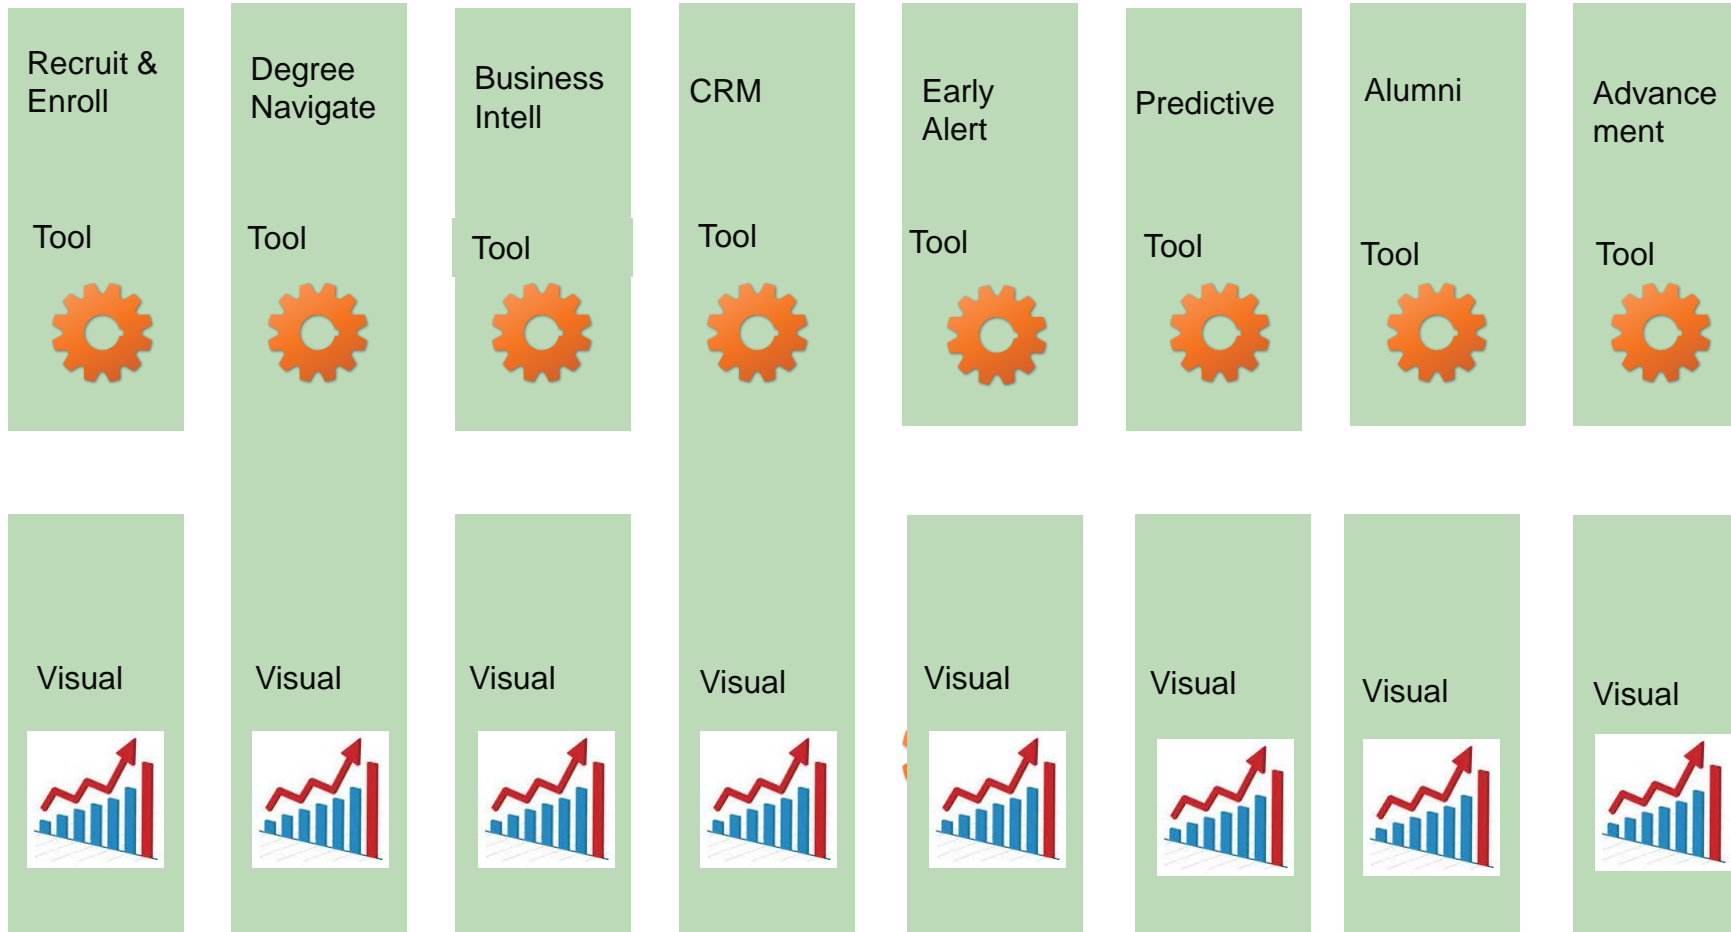 Recruit &
Enroll
Degree
Navigate
Business
Intell
CRM
Early
Alert
Predictive
Alumni
Advance
ment
Tool
Tool
Tool
Tool
Tool
Tool
Tool
Tool
Visual
Visual
Visual
Visual
Visual
Visual
Visual
Visual